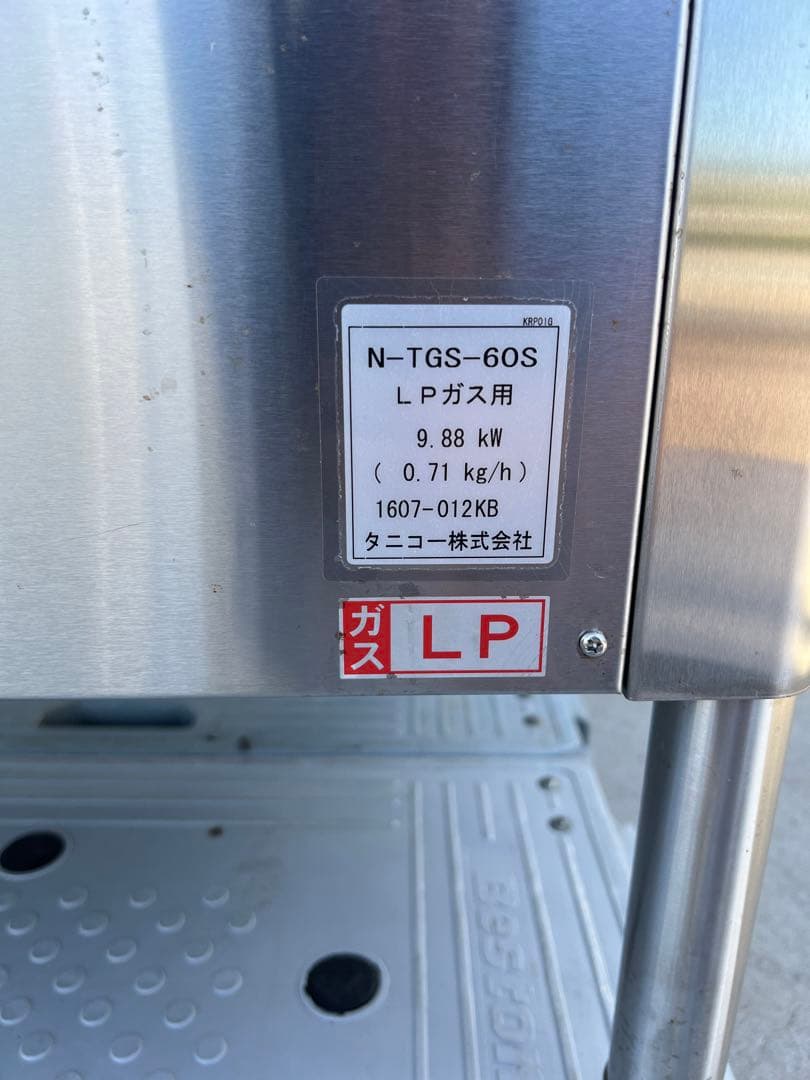 KRP01G
N-TGS-60S
LPガス用
9.88 kW
( 0.71 kg/h )
1607-012KB
タニコー株式会社
ガス LP